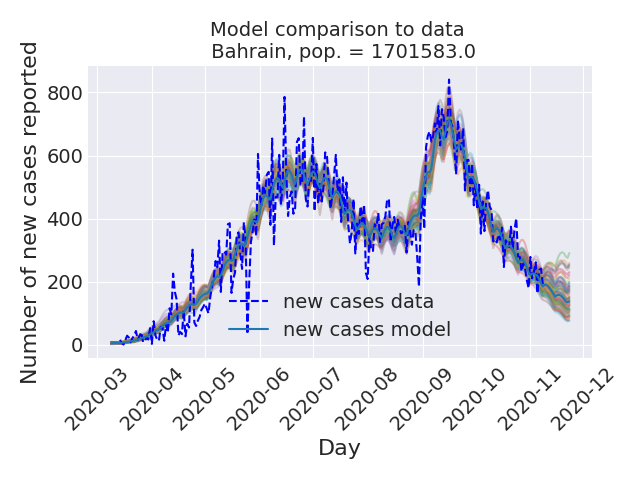 Model comparison to data
Bahrain, pop. = 1701583.0
Number of new cases reported
800
600
400
200
0
new cases data
new cases model
2020-03
2020-04
2020-05
2020-06
2020-07
2020-08
2020-09
2020-10
2020-11
2020-12
Day